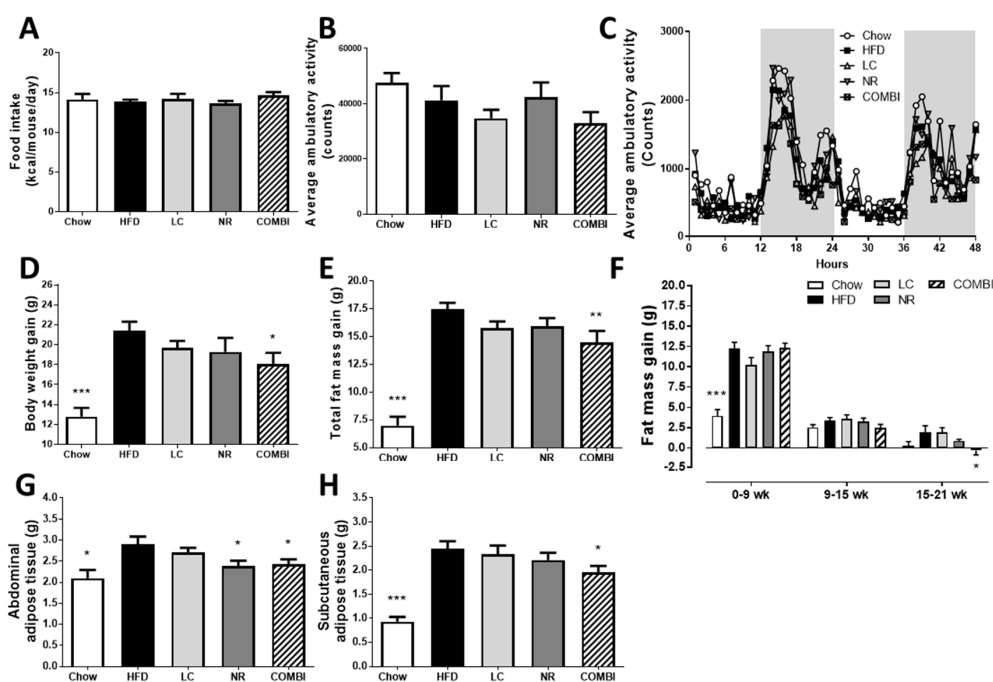 A
Food intake
(kcal/mouse/day)
20
15
10
5
0
Chow HFD LC NR COMBI
B
Average ambulatory activity
(counts)
60000
40000
20000
0
Chow HFD LC NR COMBI
C
Average ambulatory activity
(Counts)
3000
2000
1000
0
Chow
HFD
LC
NR
COMBI
1 6 12 18 24 30 36 42 48
Hours
D
Body weight gain (g)
26
24
22
20
18
16
14
12
10
***
*
Chow HFD LC NR COMBI
E
Total fat mass gain (g)
20.0
17.5
15.0
12.5
10.0
7.5
5.0
***
**
Chow HFD LC NR COMBI
F
Chow LC COMBI
HFD NR
Fat mass gain (g)
20.0
17.5
15.0
12.5
10.0
7.5
5.0
2.5
0.0
-2.5
***
*
0-9 wk 9-15 wk 15-21 wk
G
Abdominal
adipose tissue (g)
4.0
3.5
3.0
2.5
2.0
1.5
1.0
0.5
0.0
* * *
Chow HFD LC NR COMBI
H
Subcutaneous
adipose tissue (g)
3.5
3.0
2.5
2.0
1.5
1.0
0.5
0.0
***
*
Chow HFD LC NR COMBI